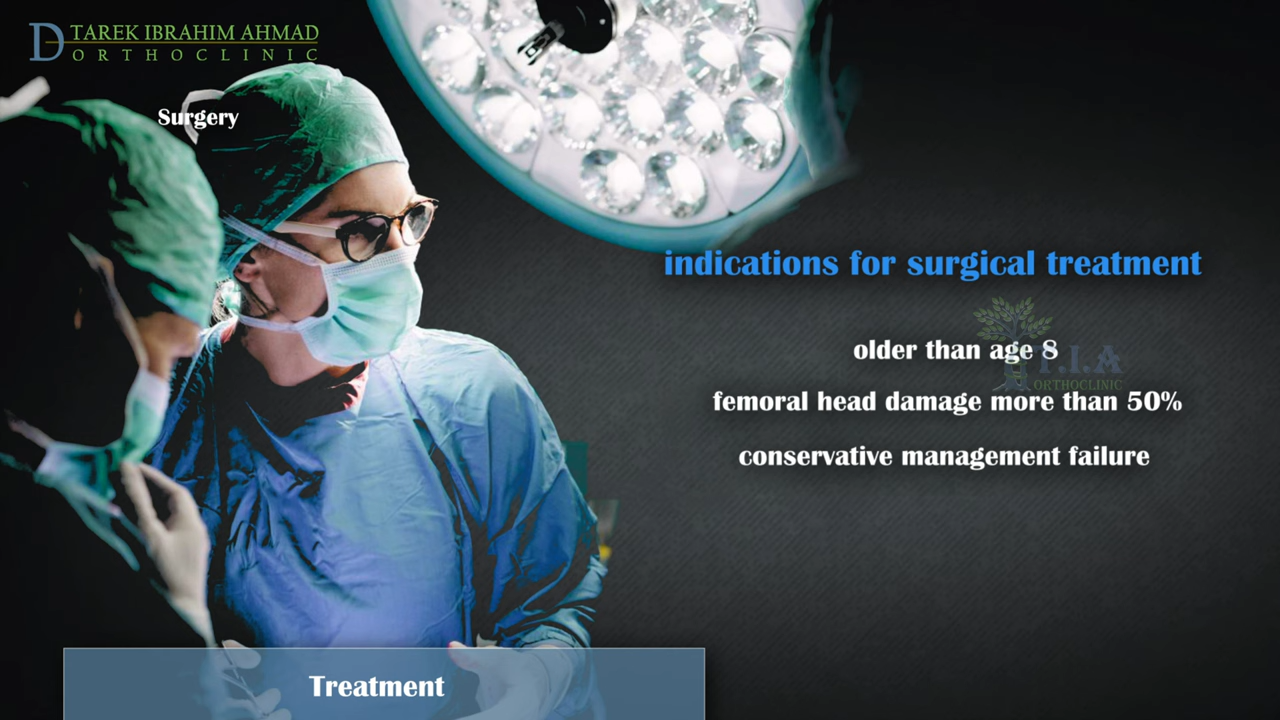 D TAREK IBRAHIM AHMAD
ORTHOCLINIC
Surgery
indications for surgical treatment
older than age 8
T.I.A
ORTHOCLINIC
femoral head damage more than 50%
conservative management failure
Treatment